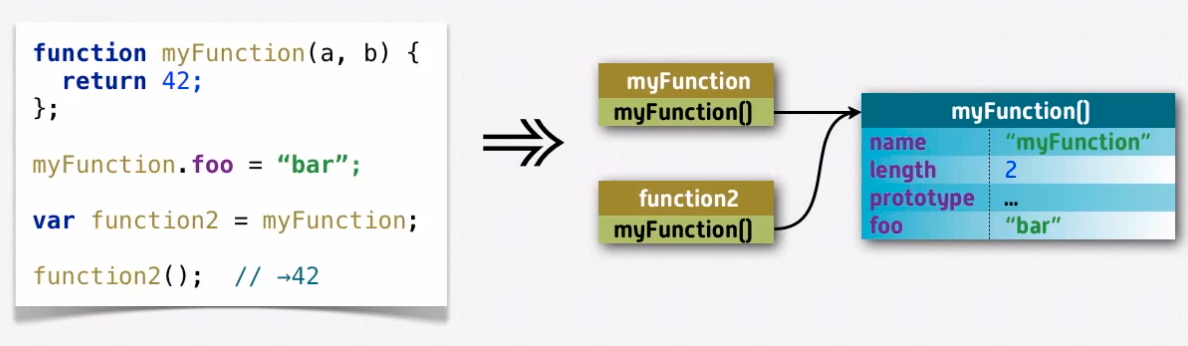 function myFunction(a, b) {
  return 42;
};
myFunction.foo = “bar”;
var function2 = myFunction;
function2();  // →42
myFunction
myFunction()
function2
myFunction()
myFunction()
name “myFunction”
length 2
prototype …
foo “bar”